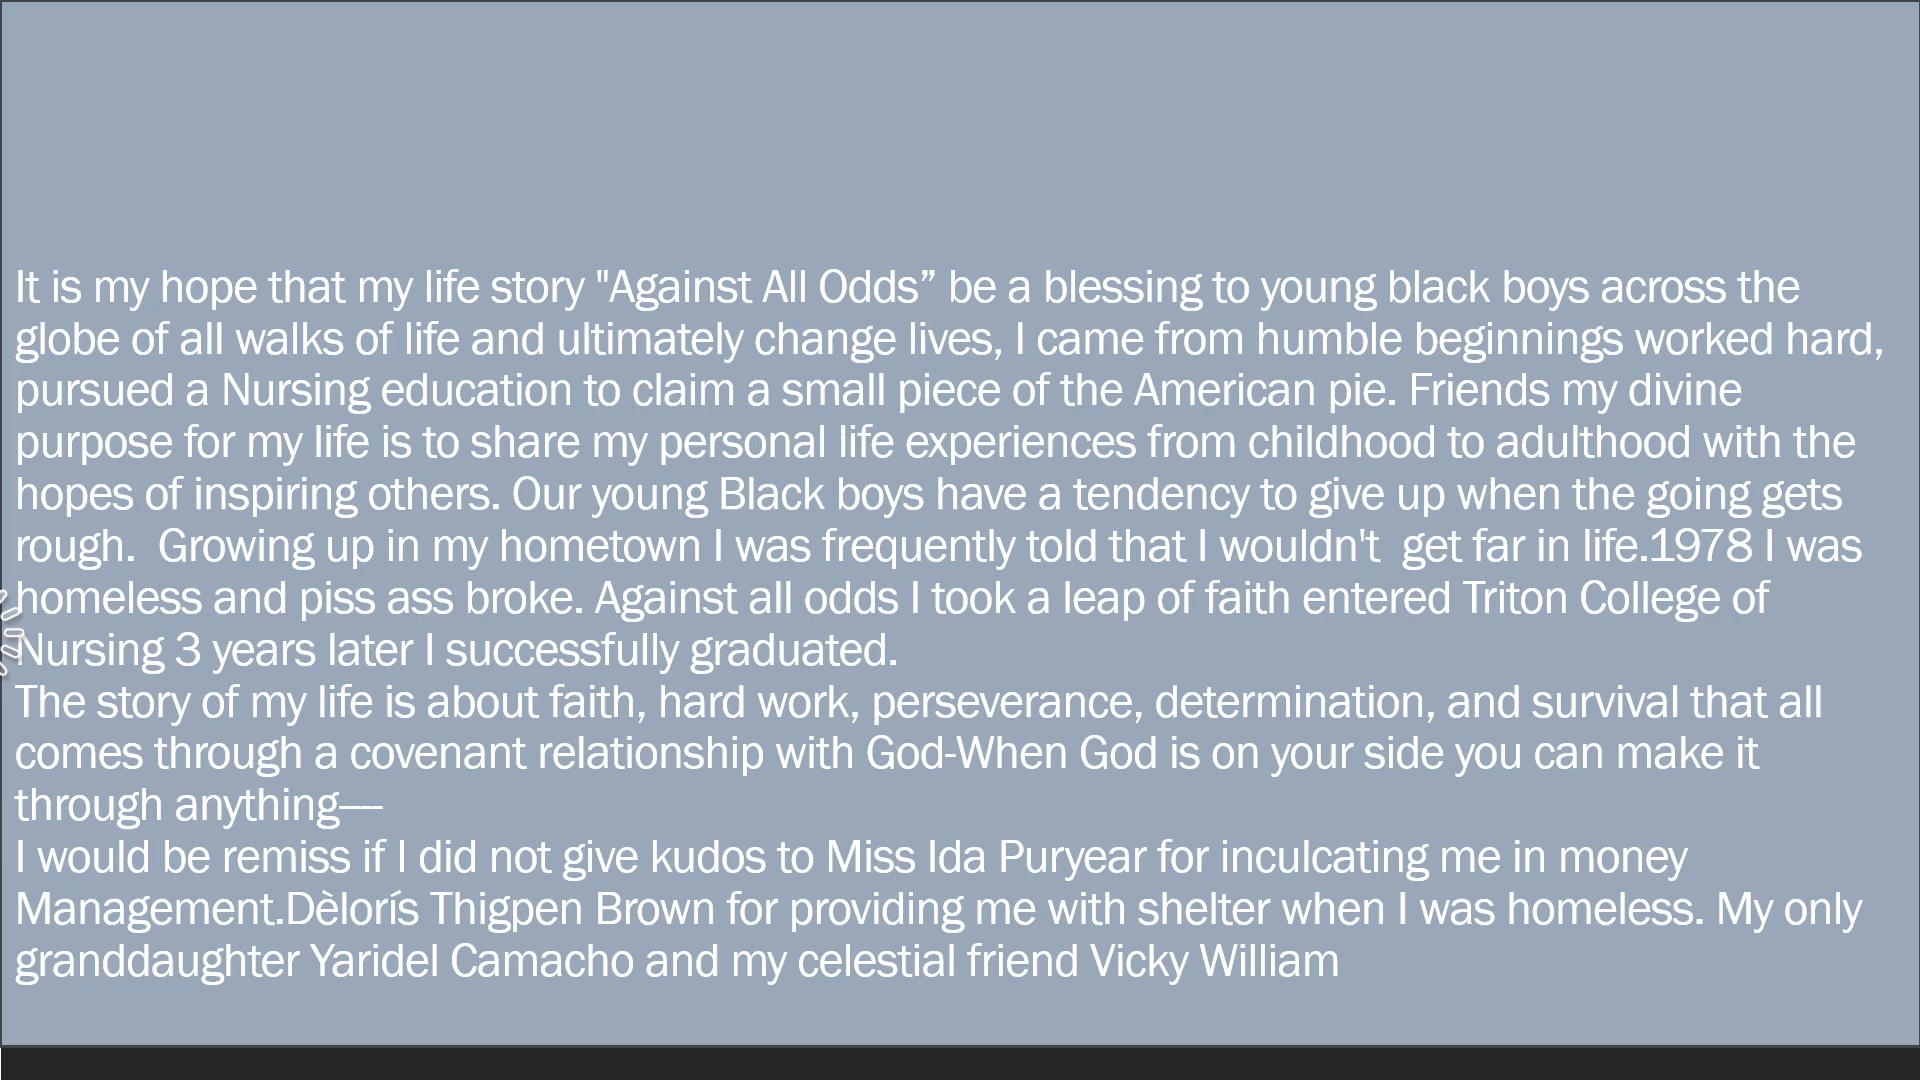 It is my hope that my life story "Against All Odds” be a blessing to young black boys across the
globe of all walks of life and ultimately change lives, I came from humble beginnings worked hard,
pursued a Nursing education to claim a small piece of the American pie. Friends my divine
purpose for my life is to share my personal life experiences from childhood to adulthood with the
hopes of inspiring others. Our young Black boys have a tendency to give up when the going gets
rough.  Growing up in my hometown I was frequently told that I wouldn't  get far in life.1978 I was
homeless and piss ass broke. Against all odds I took a leap of faith entered Triton College of
Nursing 3 years later I successfully graduated.
The story of my life is about faith, hard work, perseverance, determination, and survival that all
comes through a covenant relationship with God-When God is on your side you can make it
through anything----
I would be remiss if I did not give kudos to Miss Ida Puryear for inculcating me in money
Management.Dèlorís Thigpen Brown for providing me with shelter when I was homeless. My only
granddaughter Yaridel Camacho and my celestial friend Vicky William